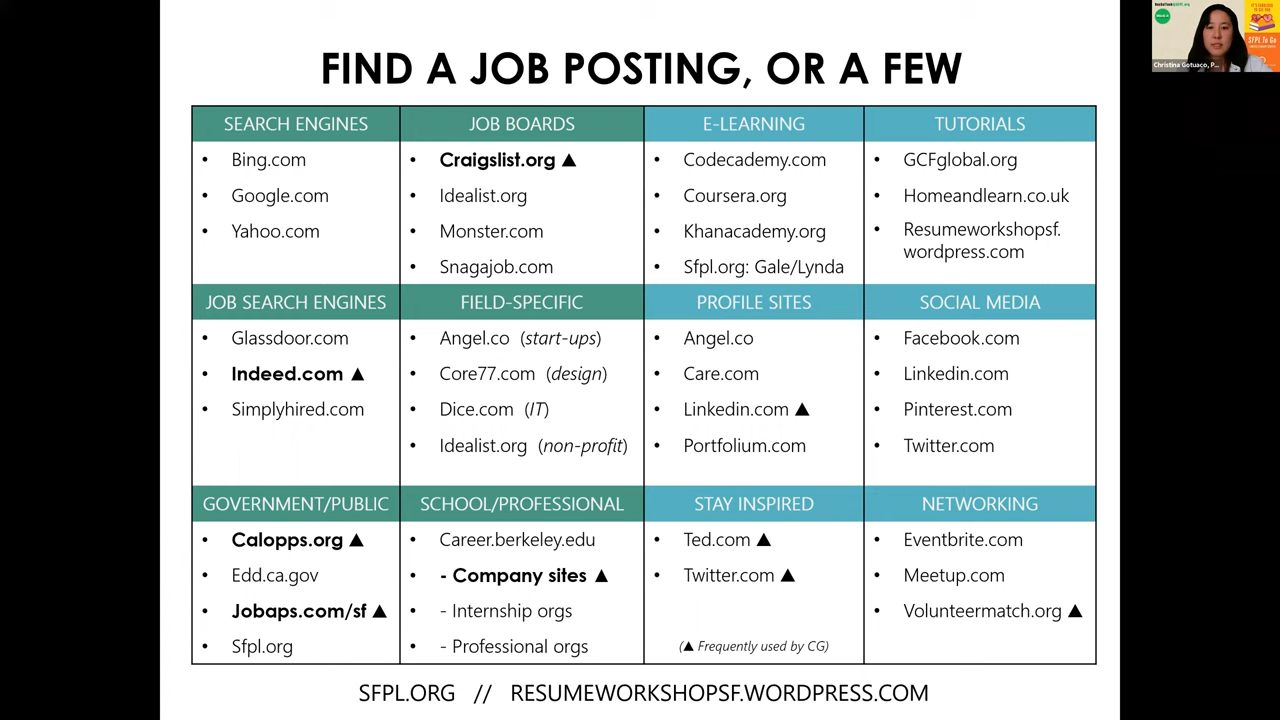 FIND A JOB POSTING, OR A FEW
SEARCH ENGINES
• Bing.com
• Google.com
• Yahoo.com
JOB BOARDS
• Craigslist.org ▲
• Idealist.org
• Monster.com
• Snagajob.com
E-LEARNING
• Codecademy.com
• Coursera.org
• Khanacademy.org
• Sfpl.org: Gale/Lynda
TUTORIALS
• GCFglobal.org
• Homeandlearn.co.uk
• Resumeworkshopsf.
wordpress.com
JOB SEARCH ENGINES
• Glassdoor.com
• Indeed.com ▲
• Simplyhired.com
FIELD-SPECIFIC
• Angel.co (start-ups)
• Core77.com (design)
• Dice.com (IT)
• Idealist.org (non-profit)
PROFILE SITES
• Angel.co
• Care.com
• Linkedin.com ▲
• Portfolium.com
SOCIAL MEDIA
• Facebook.com
• Linkedin.com
• Pinterest.com
• Twitter.com
GOVERNMENT/PUBLIC
• Calopps.org ▲
• Edd.ca.gov
• Jobaps.com/sf ▲
• Sfpl.org
SCHOOL/PROFESSIONAL
• Career.berkeley.edu
• - Company sites ▲
• - Internship orgs
• - Professional orgs
STAY INSPIRED
• Ted.com ▲
• Twitter.com ▲
(▲ Frequently used by CG)
NETWORKING
• Eventbrite.com
• Meetup.com
• Volunteermatch.org ▲
SFPL.ORG // RESUMEWORKSHOPSF.WORDPRESS.COM
SFPL To Go
Christina Gotuaco, P...